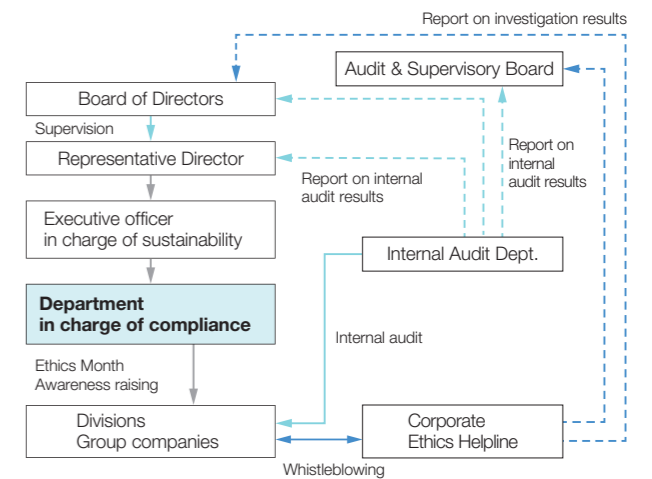 Report on investigation results
Audit & Supervisory Board
Board of Directors
Supervision
Representative Director
Report on internal
audit results
Report on
internal
audit results
Executive officer
in charge of sustainability
Internal Audit Dept.
Department
in charge of compliance
Internal audit
Ethics Month
Awareness raising
Divisions
Group companies
Corporate
Ethics Helpline
Whistleblowing